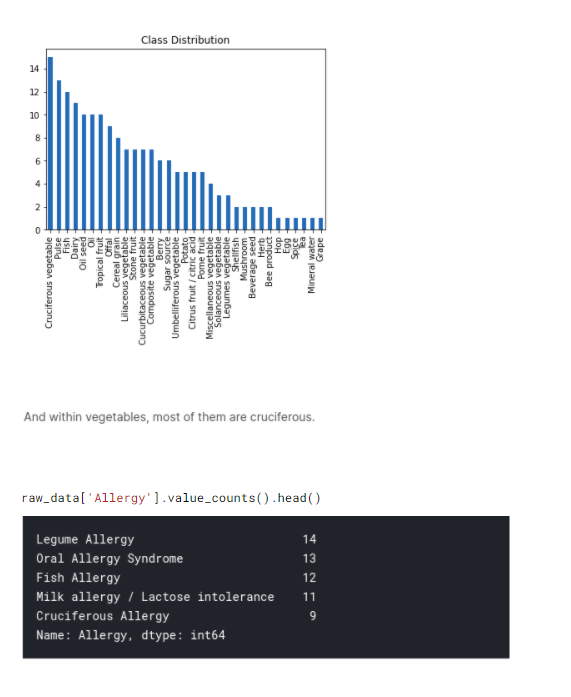 Class Distribution
14
12
10
8
6
4
2
0
Cruciferous vegetable
Pulse
Fish
Dairy
Oil seed
Oil
Tropical fruit
Offal
Cereal grain
Liliaceous vegetable
Stone fruit
Cucurbitaceous vegetable
Composite vegetable
Berry
Sugar source
Umbelliferous vegetable
Potato
Citrus fruit / citric acid
Pome fruit
Miscellaneous vegetable
Solanceous vegetable
Legumes vegetable
Shellfish
Mushroom
Beverage seed
Herb
Bee product
Hop
Egg
Spice
Tea
Mineral water
Grape
And within vegetables, most of them are cruciferous.
raw_data['Allergy'].value_counts().head()
Legume Allergy 14
Oral Allergy Syndrome 13
Fish Allergy 12
Milk allergy / Lactose intolerance 11
Cruciferous Allergy 9
Name: Allergy, dtype: int64